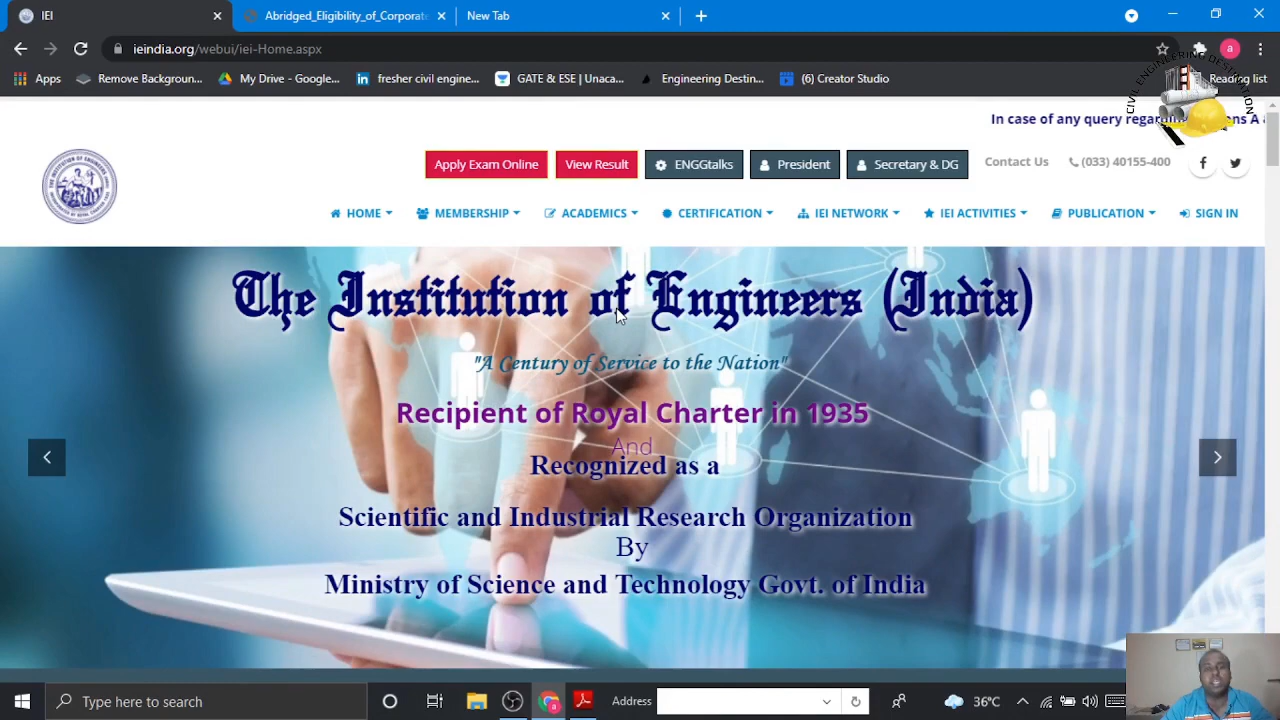 IEI
Abridged_Eligibility_of_Corporate
New Tab
ieindia.org/webui/iei-Home.aspx
a
Apps
Remove Backgroun...
My Drive - Google...
fresher civil engine...
GATE & ESE | Unaca...
Engineering Destin...
(6) Creator Studio
Reading list
CIVIL ENGINEERING DESTINATION
In case of any query regarding
Apply Exam Online
View Result
ENGGtalks
President
Secretary & DG
Contact Us
(033) 40155-400
HOME
MEMBERSHIP
ACADEMICS
CERTIFICATION
IEI NETWORK
IEI ACTIVITIES
PUBLICATION
SIGN IN
The Institution of Engineers (India)
"A Century of Service to the Nation"
Recipient of Royal Charter in 1935
And
Recognized as a
Scientific and Industrial Research Organization
By
Ministry of Science and Technology Govt. of India
Type here to search
Address
36°C